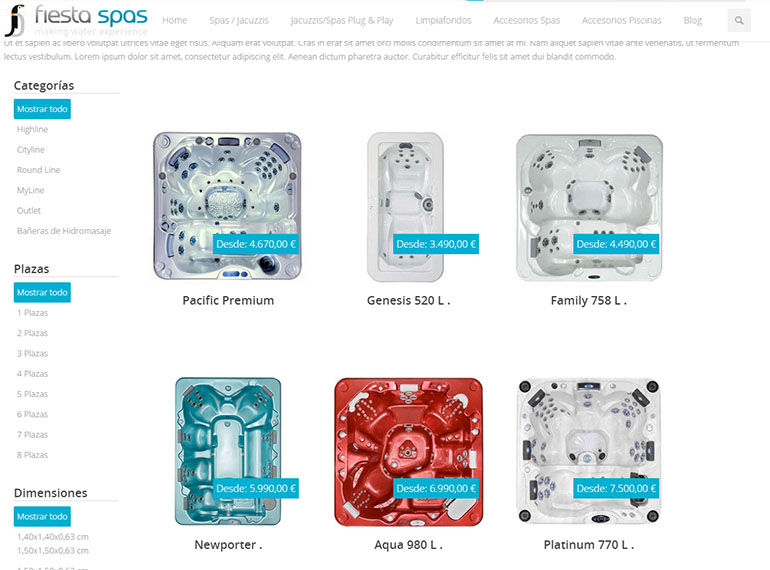 fiesta spas
making water experience
Home
Spas / Jacuzzis
Jacuzzis/Spas Plug & Play
Limpiafondos
Accesorios Spas
Accesorios Piscinas
Blog
Ut et sapien ac libero volutpat ultrices vitae eget risus. Aliquam erat volutpat. Cras in erat sit amet orci mollis condimentum sit amet at mi. Nam aliquet sapien vitae ante venenatis, ut fermentum
lectus vestibulum. Lorem ipsum dolor sit amet, consectetur adipiscing elit. Aenean dictum pharetra auctor. Curabitur efficitur felis sit amet dui blandit commodo.
Categorías
Mostrar todo
Highline
Cityline
Round Line
MyLine
Outlet
Bañeras de Hidromasaje
Plazas
Mostrar todo
1 Plazas
2 Plazas
3 Plazas
4 Plazas
5 Plazas
6 Plazas
7 Plazas
8 Plazas
Dimensiones
Mostrar todo
1,40x1,40x0,63 cm
1,50x1,50x0,63 cm
Desde: 4.670,00 €
Pacific Premium
Desde: 3.490,00 €
Genesis 520 L .
Desde: 4.490,00 €
Family 758 L .
Desde: 5.990,00 €
Newporter .
Desde: 6.990,00 €
Aqua 980 L .
Desde: 7.500,00 €
Platinum 770 L .